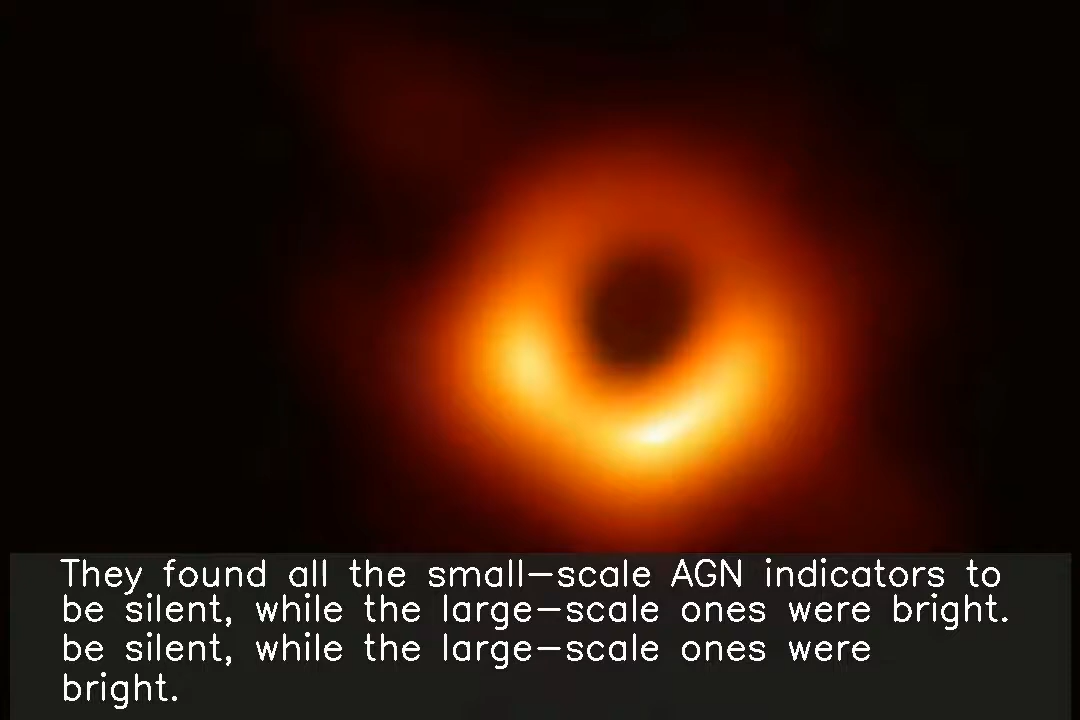 They found all the small-scale AGN indicators to
be silent, while the large-scale ones were bright.
be silent, while the large-scale ones were
bright.